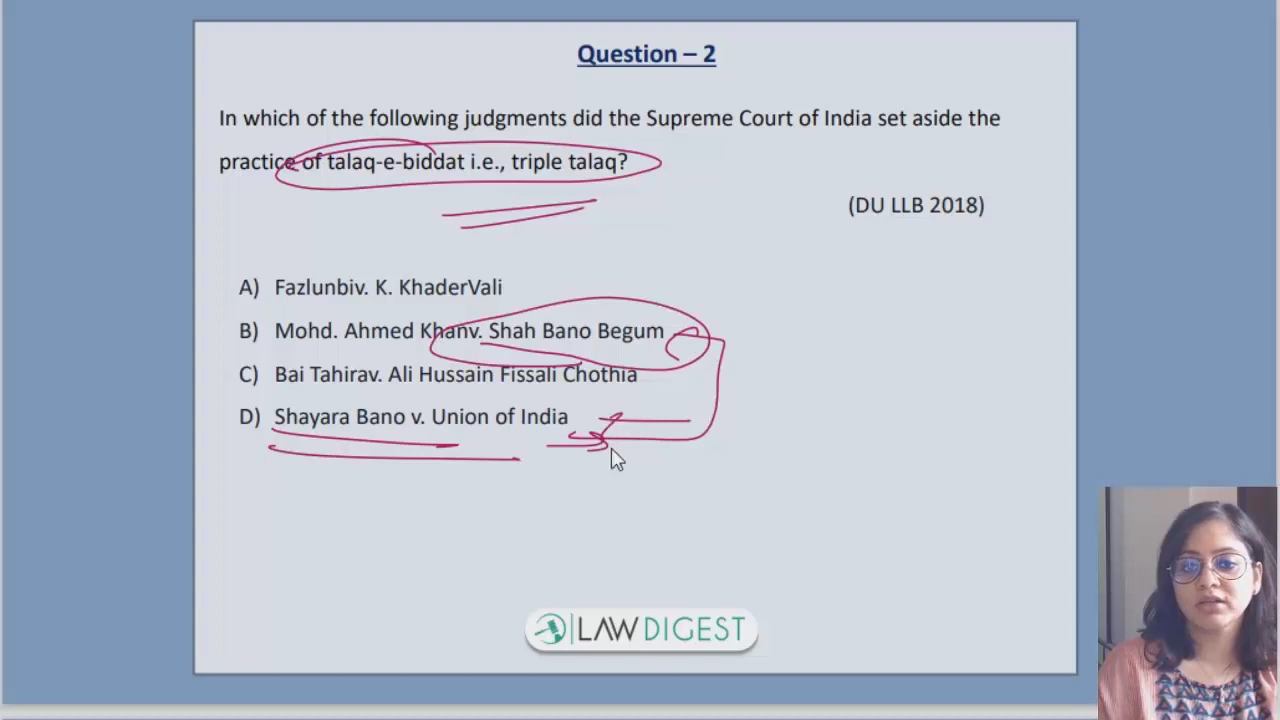 Question – 2
In which of the following judgments did the Supreme Court of India set aside the
practice of talaq-e-biddat i.e., triple talaq?
(DU LLB 2018)
A) Fazlunbiv. K. KhaderVali
B) Mohd. Ahmed Khanv. Shah Bano Begum
C) Bai Tahirav. Ali Hussain Fissali Chothia
D) Shayara Bano v. Union of India
LAWDIGEST